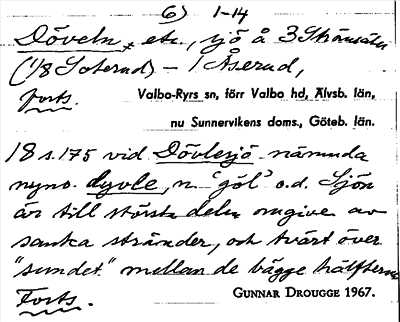 6) 1-14
Döveln, etc., sjö å 3 Strömsäter
(1/8 Soterud) – 1 Åserud,
forts.
Valbo-Ryrs sn, förr Valbo hd, Älvsb. län,
nu Sunnervikens doms., Göteb. län.
18 s. 175 vid Dövlesjö nämnda
nyno. dyvle, n. 'göl' o.d. Sjön
är till största delen omgiven av
sanka stränder, och tvärt över
"sundet" mellan de bägge hälfterna
Forts.
GUNNAR DROUGGE 1967.